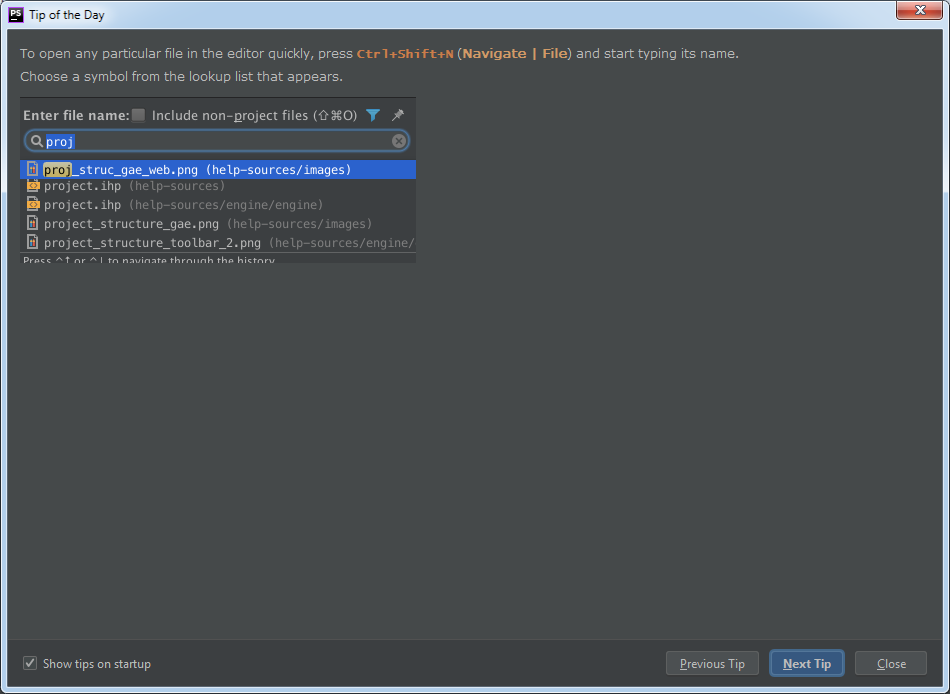 PS Tip of the Day
To open any particular file in the editor quickly, press Ctrl+Shift+N (Navigate | File) and start typing its name.
Choose a symbol from the lookup list that appears.
Enter file name: Include non-project files (⇧⌘O)
proj
proj_struc_gae_web.png (help-sources/images)
project.ihp (help-sources)
project.ihp (help-sources/engine/engine)
project_structure_gae.png (help-sources/images)
project_structure_toolbar_2.png (help-sources/engine/
Press ^↑ or ^↓ to navigate through the history
Show tips on startup Previous Tip Next Tip Close